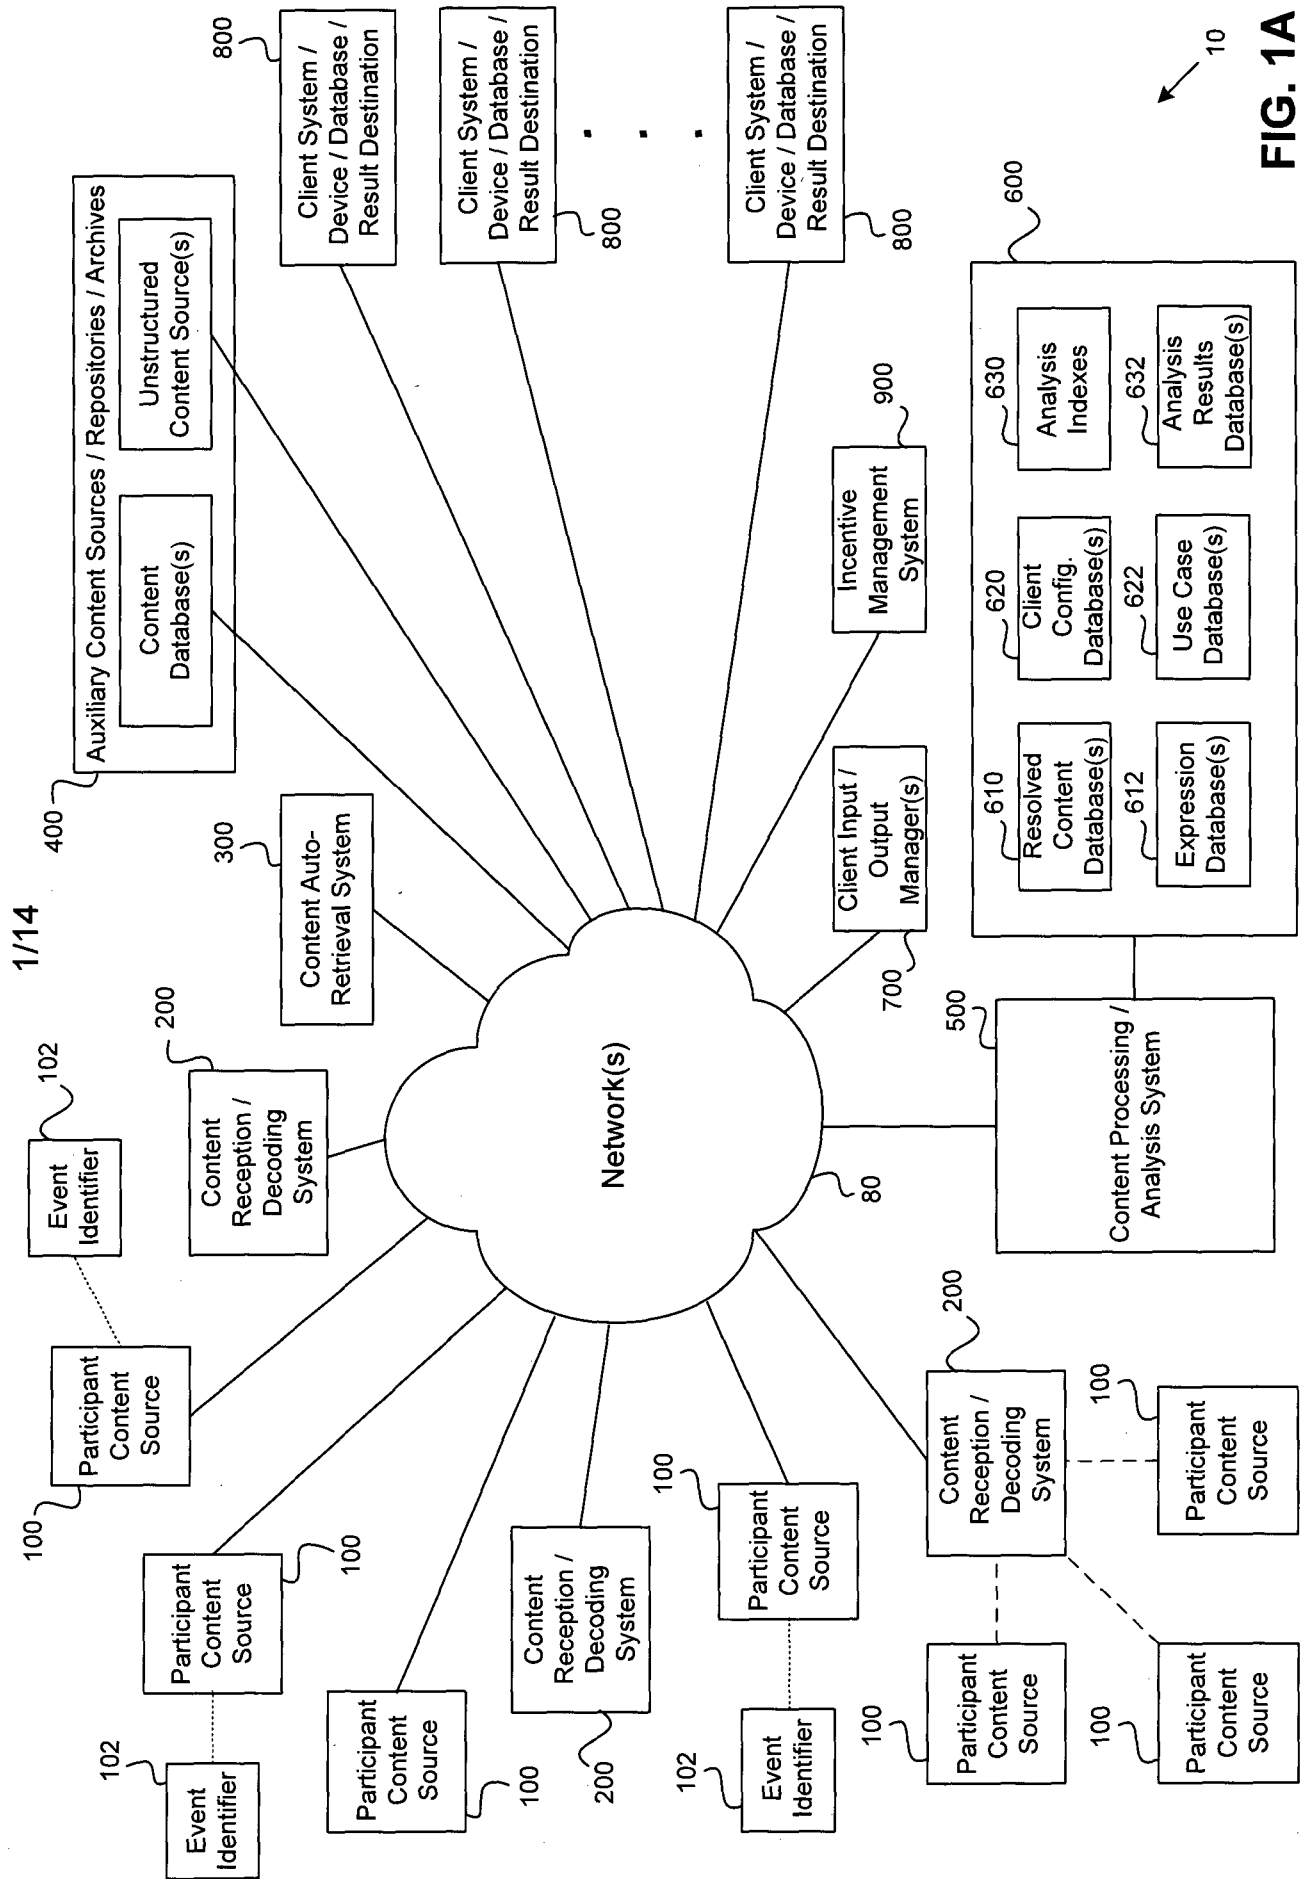 1/14
102
Event
Identifier
100
Participant
Content
Source
200
Content
Reception /
Decoding
System
300
Content Auto-
Retrieval System
400
Auxiliary Content Sources / Repositories / Archives
Content
Database(s)
Unstructured
Content Source(s)
800
Client System /
Device / Database /
Result Destination
Client System /
Device / Database /
Result Destination
800
Client System /
Device / Database /
Result Destination
800
102
Event
Identifier
Participant
Content
Source
100
Participant
Content
Source
100
Content
Reception /
Decoding
System
200
100
Participant
Content
Source
102
Event
Identifier
Network(s)
80
Client Input /
Output
Manager(s)
700
Incentive
Management
System
900
200
Content
Reception /
Decoding
System
100
Participant
Content
Source
100
Participant
Content
Source
100
Participant
Content
Source
500
Content Processing /
Analysis System
600
610
Resolved
Content
Database(s)
620
Client
Config.
Database(s)
630
Analysis
Indexes
612
Expression
Database(s)
622
Use Case
Database(s)
632
Analysis
Results
Database(s)
10
FIG. 1A